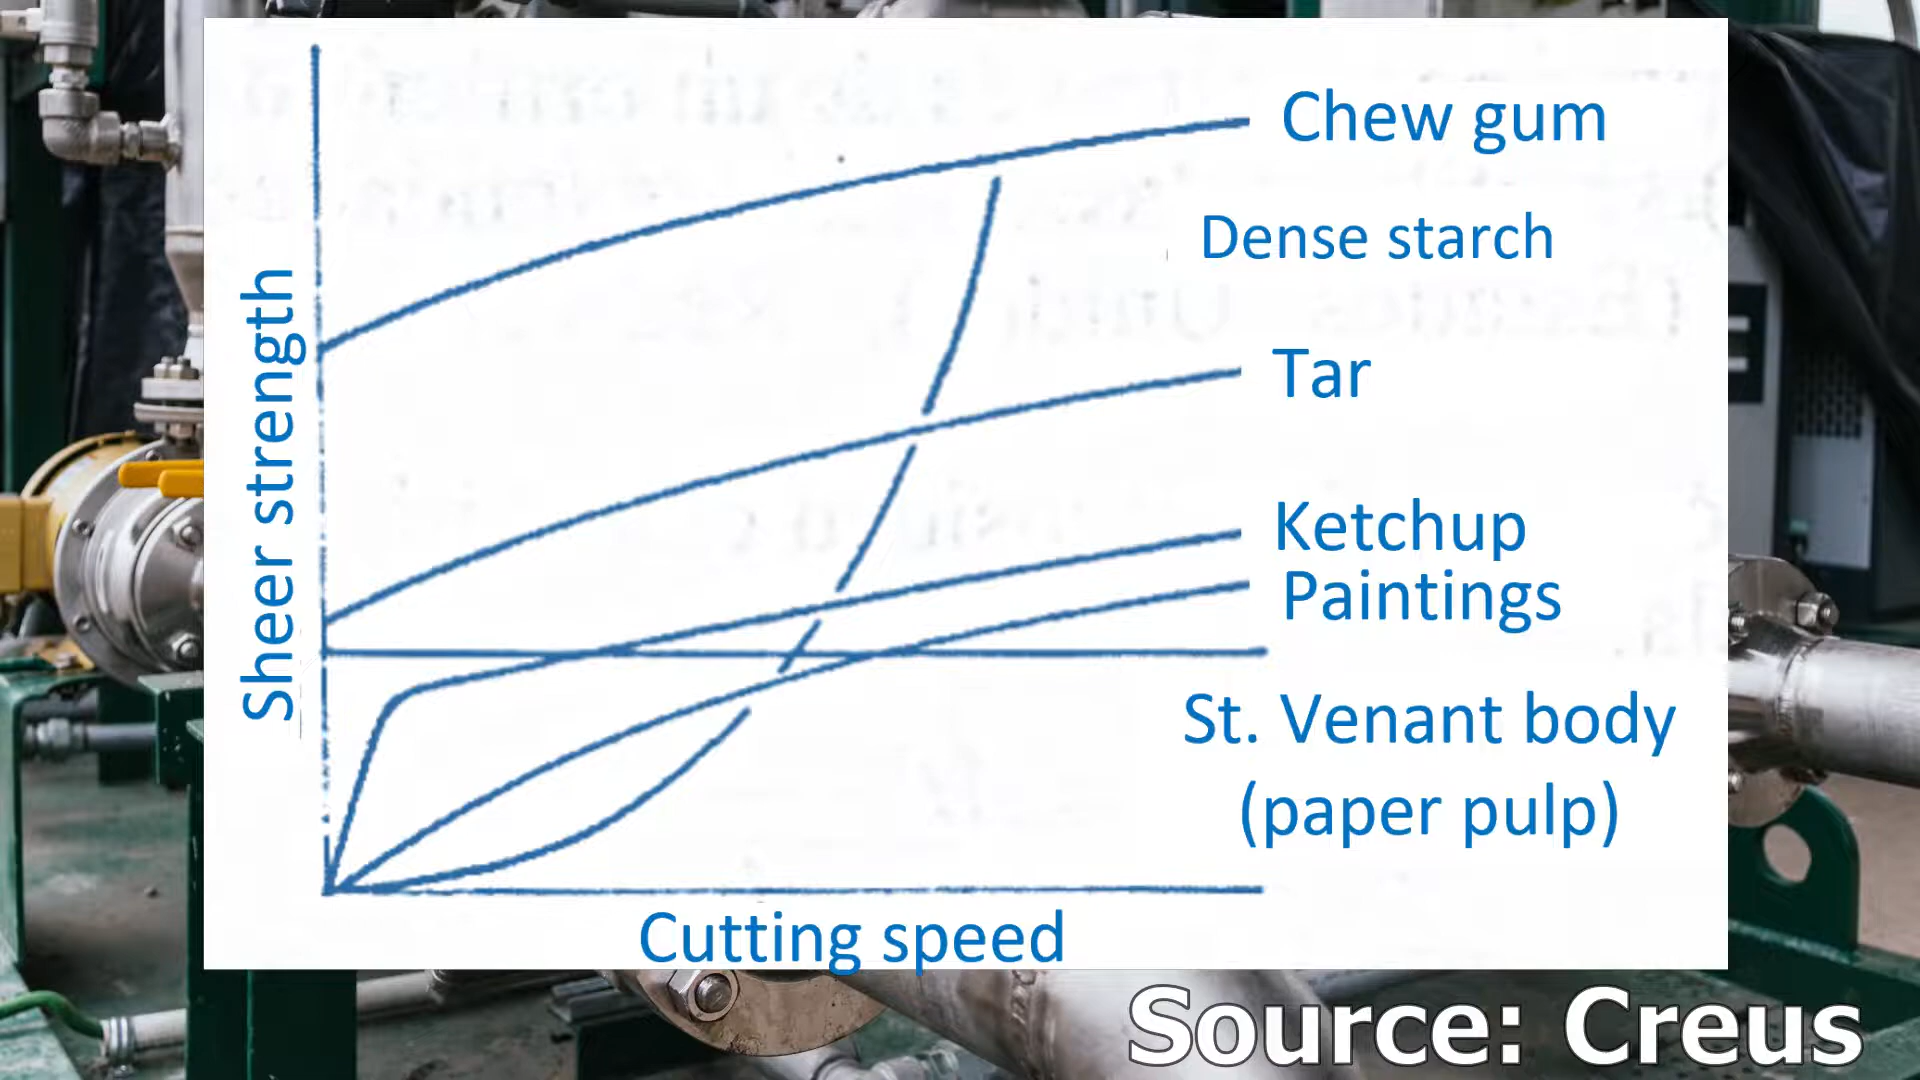 Chew gum
Dense starch
Tar
Ketchup
Paintings
St. Venant body
(paper pulp)
Sheer strength
Cutting speed
Source: Creus